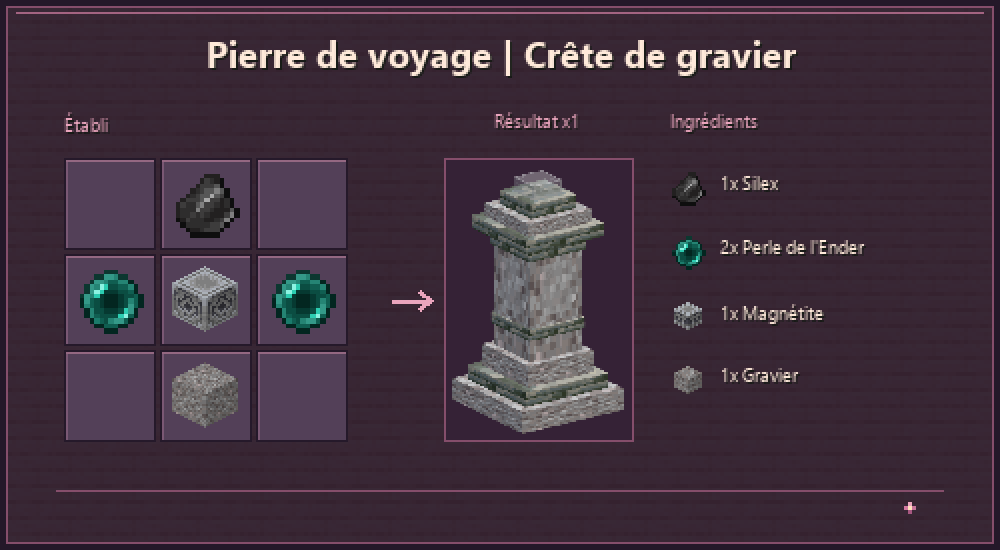 Pierre de voyage | Crête de gravier
Établi
Résultat x1
Ingrédients
1x Silex
2x Perle de l'Ender
1x Magnétite
1x Gravier